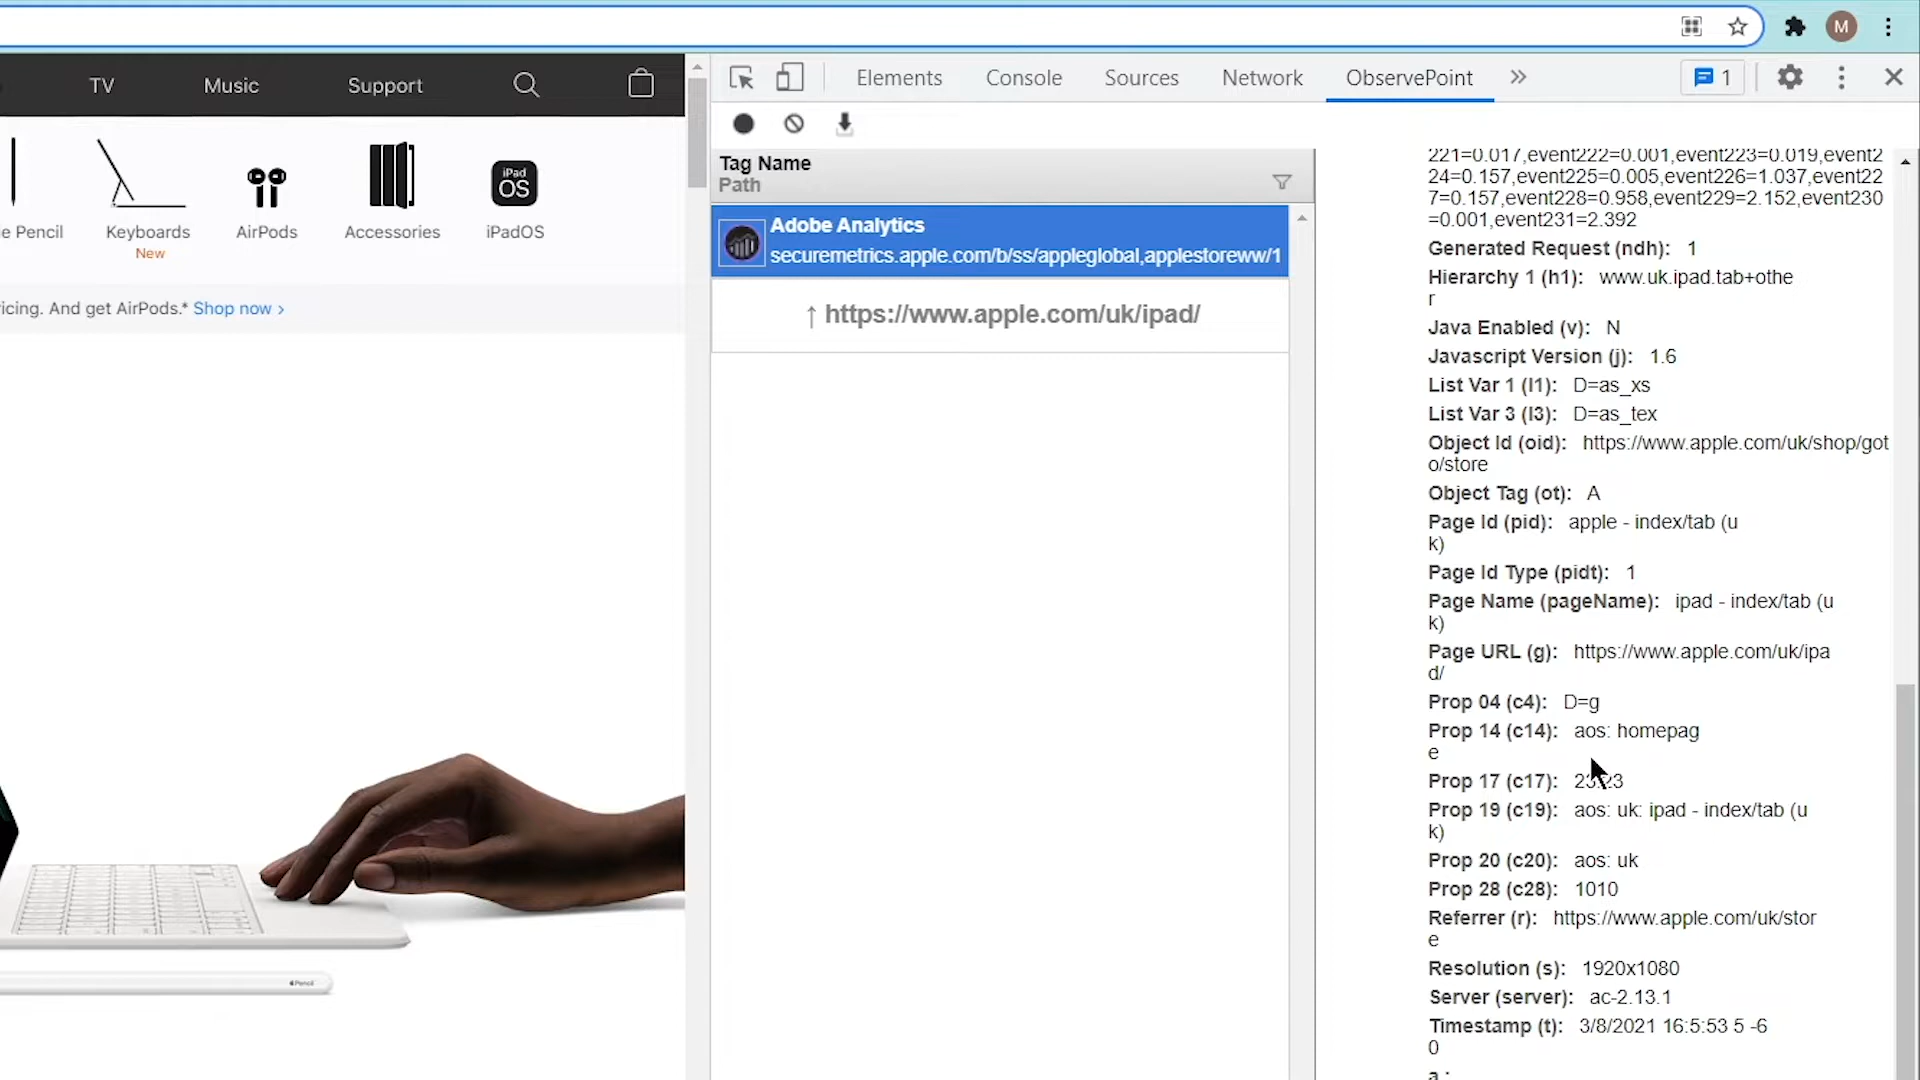 M
TV Music Support
Elements Console Sources Network ObservePoint 1
e Pencil
Keyboards
New
AirPods
Accessories
iPad
OS
iPadOS
icing. And get AirPods.* Shop now >
Pencil
Tag Name
Path
Adobe Analytics
securemetrics.apple.com/b/ss/appleglobal,applestoreww/1
↑ https://www.apple.com/uk/ipad/
221=0.017,event222=0.001,event223=0.019,event2
24=0.157,event225=0.005,event226=1.037,event22
7=0.157,event228=0.958,event229=2.152,event230
=0.001,event231=2.392
Generated Request (ndh): 1
Hierarchy 1 (h1): www.uk.ipad.tab+othe
r
Java Enabled (v): N
Javascript Version (j): 1.6
List Var 1 (l1): D=as_xs
List Var 3 (l3): D=as_tex
Object Id (oid): https://www.apple.com/uk/shop/got
o/store
Object Tag (ot): A
Page Id (pid): apple - index/tab (u
k)
Page Id Type (pidt): 1
Page Name (pageName): ipad - index/tab (u
k)
Page URL (g): https://www.apple.com/uk/ipa
d/
Prop 04 (c4): D=g
Prop 14 (c14): aos: homepag
e
Prop 17 (c17):
Prop 19 (c19): aos: uk: ipad - index/tab (u
k)
Prop 20 (c20): aos: uk
Prop 28 (c28): 1010
Referrer (r): https://www.apple.com/uk/stor
e
Resolution (s): 1920x1080
Server (server): ac-2.13.1
Timestamp (t): 3/8/2021 16:5:53 5 -6
0